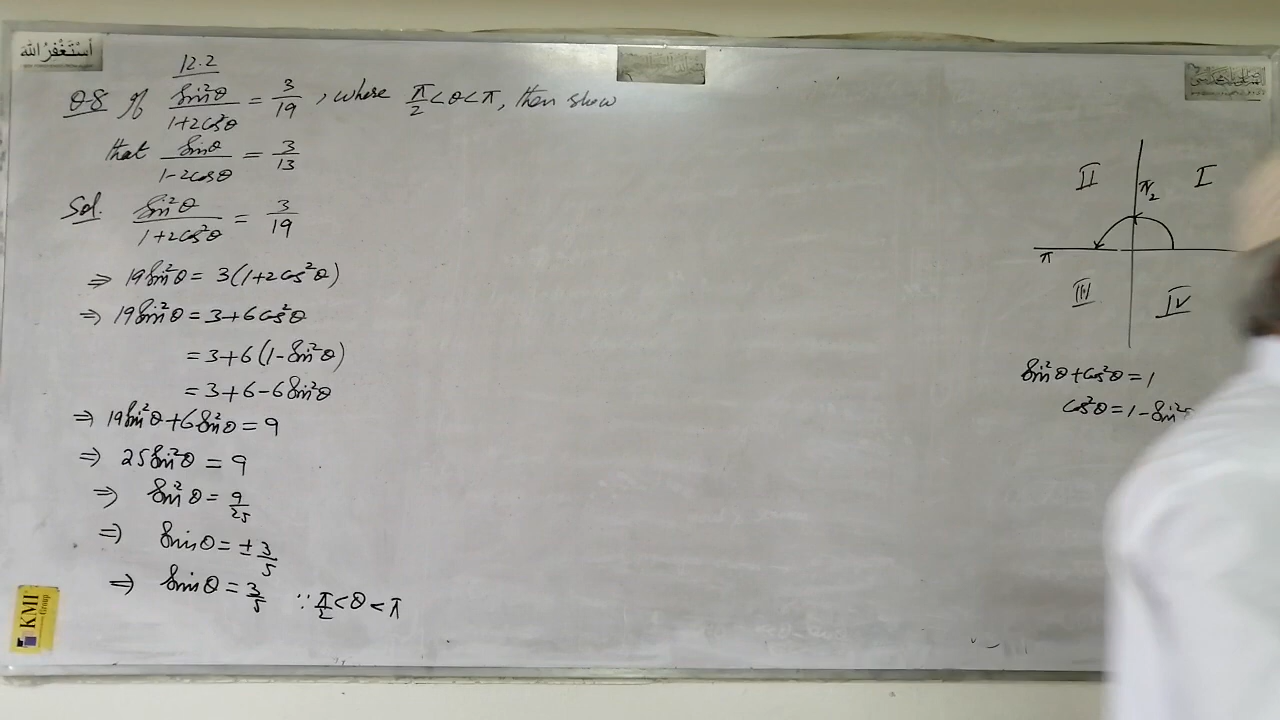 أستغفر الله
12.2
Q8 If sin²θ/(1+2cos²θ) = 3/19, where π/2 < θ < π, then show
that sinθ/(1-2cosθ) = 3/13
Sol. sin²θ/(1+2cos²θ) = 3/19
⇒ 19sin²θ = 3(1+2cos²θ)
⇒ 19sin²θ = 3+6cos²θ
= 3+6(1-sin²θ)
= 3+6-6sin²θ
⇒ 19sin²θ+6sin²θ = 9
⇒ 25sin²θ = 9
⇒ sin²θ = 9/25
⇒ sinθ = ±3/5
⇒ sinθ = 3/5 ∵ π/2 < θ < π
II π/2 I
π
III IV
sin²θ+cos²θ = 1
cos²θ = 1-sin²
KMI
Group